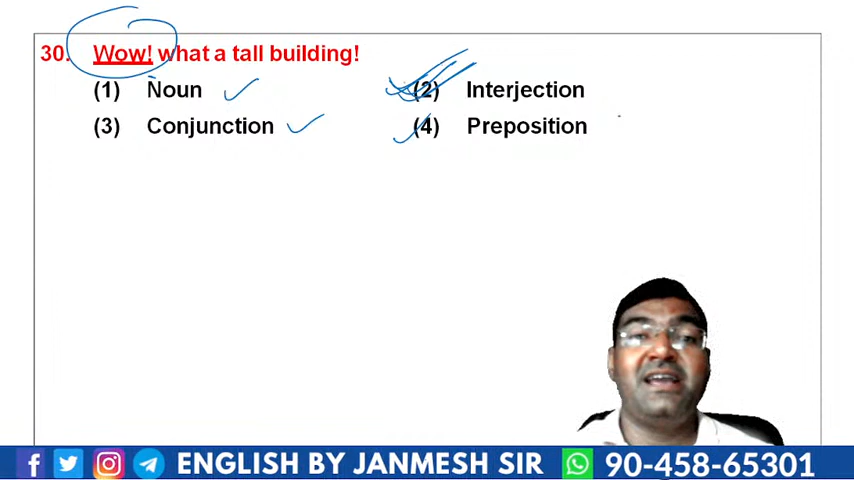 30. Wow! what a tall building!
(1) Noun (2) Interjection
(3) Conjunction (4) Preposition
ENGLISH BY JANMESH SIR 90-458-65301